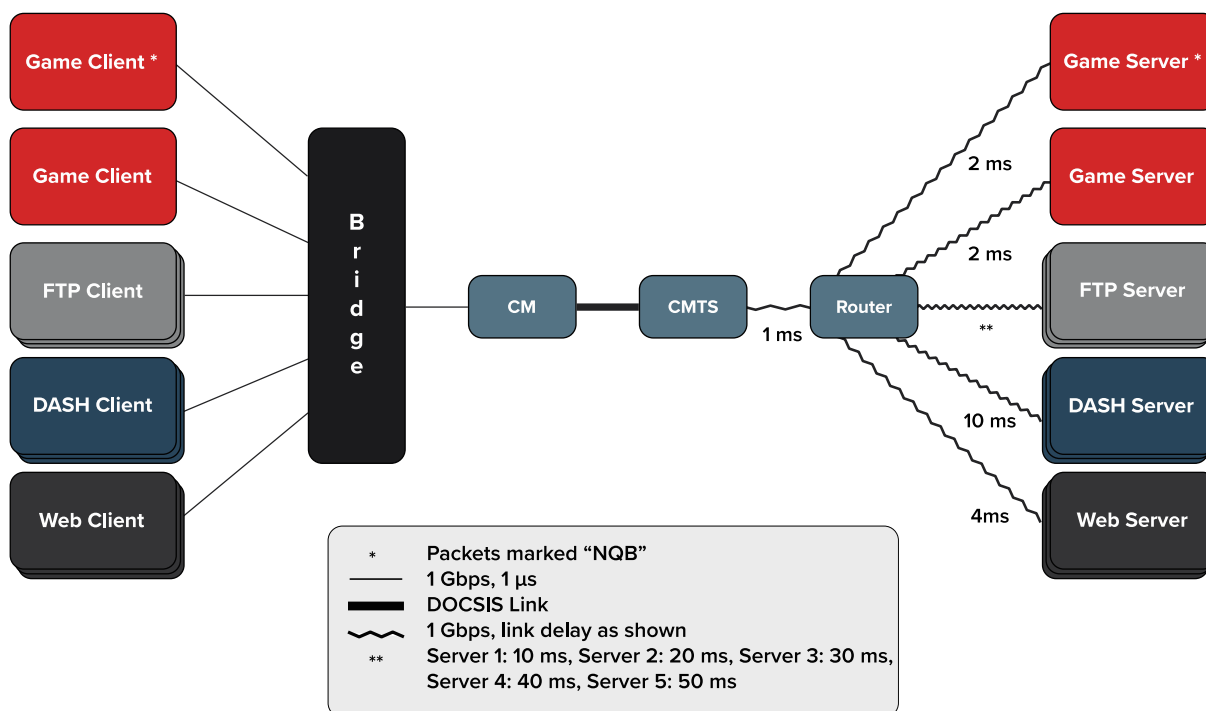 Game Client *
Game Client
FTP Client
DASH Client
Web Client
Bridge
CM
CMTS
1 ms
Router
2 ms
2 ms
**
10 ms
4ms
Game Server *
Game Server
FTP Server
DASH Server
Web Server
* Packets marked “NQB”
1 Gbps, 1 µs
DOCSIS Link
1 Gbps, link delay as shown
** Server 1: 10 ms, Server 2: 20 ms, Server 3: 30 ms,
Server 4: 40 ms, Server 5: 50 ms